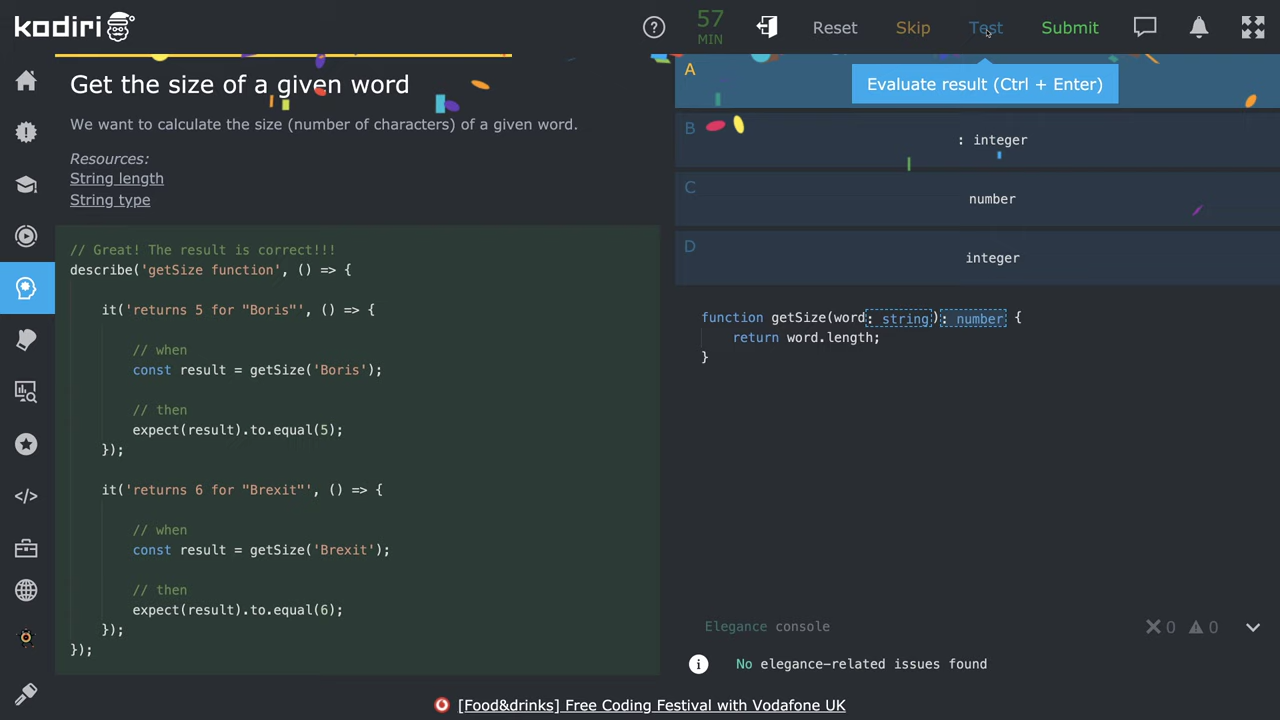 kodiri
57
MIN
Reset
Skip
Test
Submit
Get the size of a given word
We want to calculate the size (number of characters) of a given word.
Resources:
String length
String type
// Great! The result is correct!!!
describe('getSize function', () => {
it('returns 5 for "Boris"', () => {
// when
const result = getSize('Boris');
// then
expect(result).to.equal(5);
});
it('returns 6 for "Brexit"', () => {
// when
const result = getSize('Brexit');
// then
expect(result).to.equal(6);
});
});
A
Evaluate result (Ctrl + Enter)
B
: integer
C
number
D
integer
function getSize(word: string): number {
return word.length;
}
Elegance console
0
0
No elegance-related issues found
[Food&drinks] Free Coding Festival with Vodafone UK